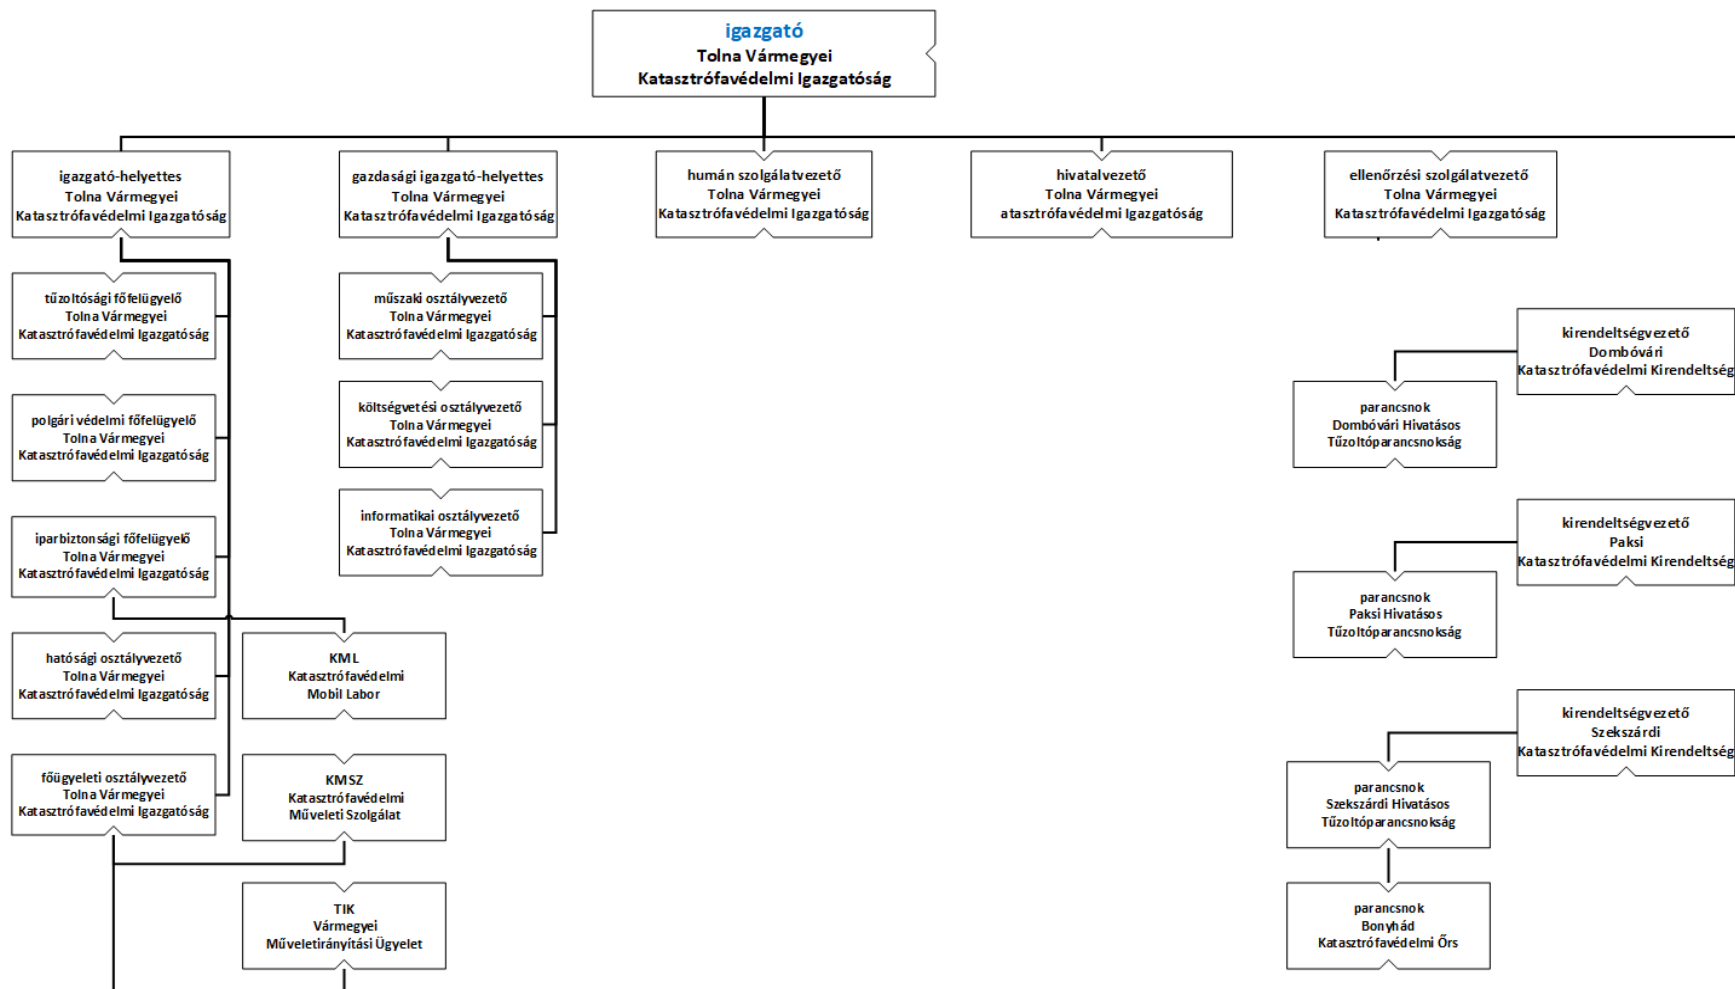 igazgató
Tolna Vármegyei
Katasztrófavédelmi Igazgatóság
igazgató-helyettes
Tolna Vármegyei
Katasztrófavédelmi Igazgatóság
gazdasági igazgató-helyettes
Tolna Vármegyei
Katasztrófavédelmi Igazgatóság
humán szolgálatvezető
Tolna Vármegyei
Katasztrófavédelmi Igazgatóság
hivatalvezető
Tolna Vármegyei
atasztrófavédelmi Igazgatóság
ellenőrzési szolgálatvezető
Tolna Vármegyei
Katasztrófavédelmi Igazgatóság
tűzoltósági főfelügyelő
Tolna Vármegyei
Katasztrófavédelmi Igazgatóság
polgári védelmi főfelügyelő
Tolna Vármegyei
Katasztrófavédelmi Igazgatóság
iparbiztonsági főfelügyelő
Tolna Vármegyei
Katasztrófavédelmi Igazgatóság
hatósági osztályvezető
Tolna Vármegyei
Katasztrófavédelmi Igazgatóság
főügyeleti osztályvezető
Tolna Vármegyei
Katasztrófavédelmi Igazgatóság
KML
Katasztrófavédelmi
Mobil Labor
KMSZ
Katasztrófavédelmi
Műveleti Szolgálat
TIK
Vármegyei
Műveletirányítási Ügyelet
műszaki osztályvezető
Tolna Vármegyei
Katasztrófavédelmi Igazgatóság
költségvetési osztályvezető
Tolna Vármegyei
Katasztrófavédelmi Igazgatóság
informatikai osztályvezető
Tolna Vármegyei
Katasztrófavédelmi Igazgatóság
kirendeltségvezető
Dombóvári
Katasztrófavédelmi Kirendeltség
parancsnok
Dombóvári Hivatásos
Tűzoltóparancsnokság
kirendeltségvezető
Paksi
Katasztrófavédelmi Kirendeltség
parancsnok
Paksi Hivatásos
Tűzoltóparancsnokság
kirendeltségvezető
Szekszárdi
Katasztrófavédelmi Kirendeltség
parancsnok
Szekszárdi Hivatásos
Tűzoltóparancsnokság
parancsnok
Bonyhád
Katasztrófavédelmi Őrs